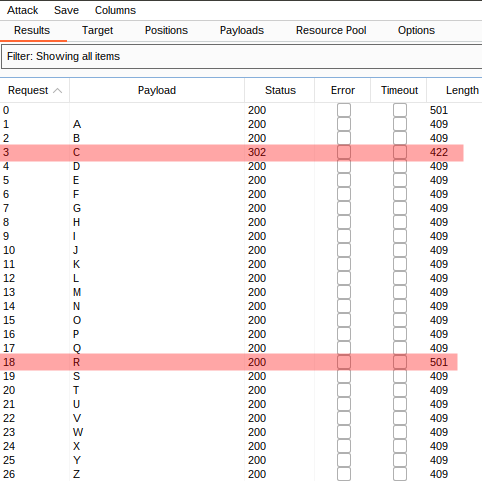 Attack Save Columns
Results Target Positions Payloads Resource Pool Options
Filter: Showing all items
Request Payload Status Error Timeout Length
0 200 501
1 A 200 409
2 B 200 409
3 C 302 422
4 D 200 409
5 E 200 409
6 F 200 409
7 G 200 409
8 H 200 409
9 I 200 409
10 J 200 409
11 K 200 409
12 L 200 409
13 M 200 409
14 N 200 409
15 O 200 409
16 P 200 409
17 Q 200 409
18 R 200 501
19 S 200 409
20 T 200 409
21 U 200 409
22 V 200 409
23 W 200 409
24 X 200 409
25 Y 200 409
26 Z 200 409